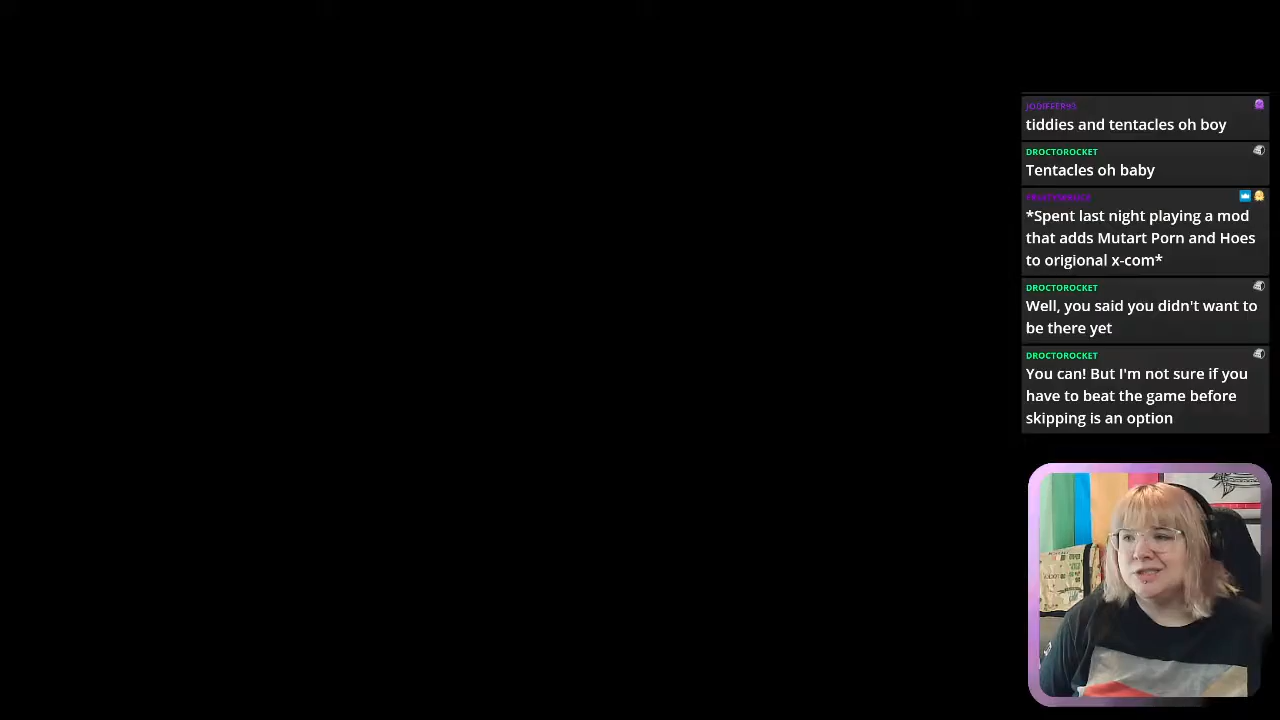 JODIFFER93
tiddies and tentacles oh boy
DROCTOROCKET
Tentacles oh baby
*Spent last night playing a mod
that adds Mutart Porn and Hoes
to origional x-com*
DROCTOROCKET
Well, you said you didn't want to
be there yet
DROCTOROCKET
You can! But I'm not sure if you
have to beat the game before
skipping is an option